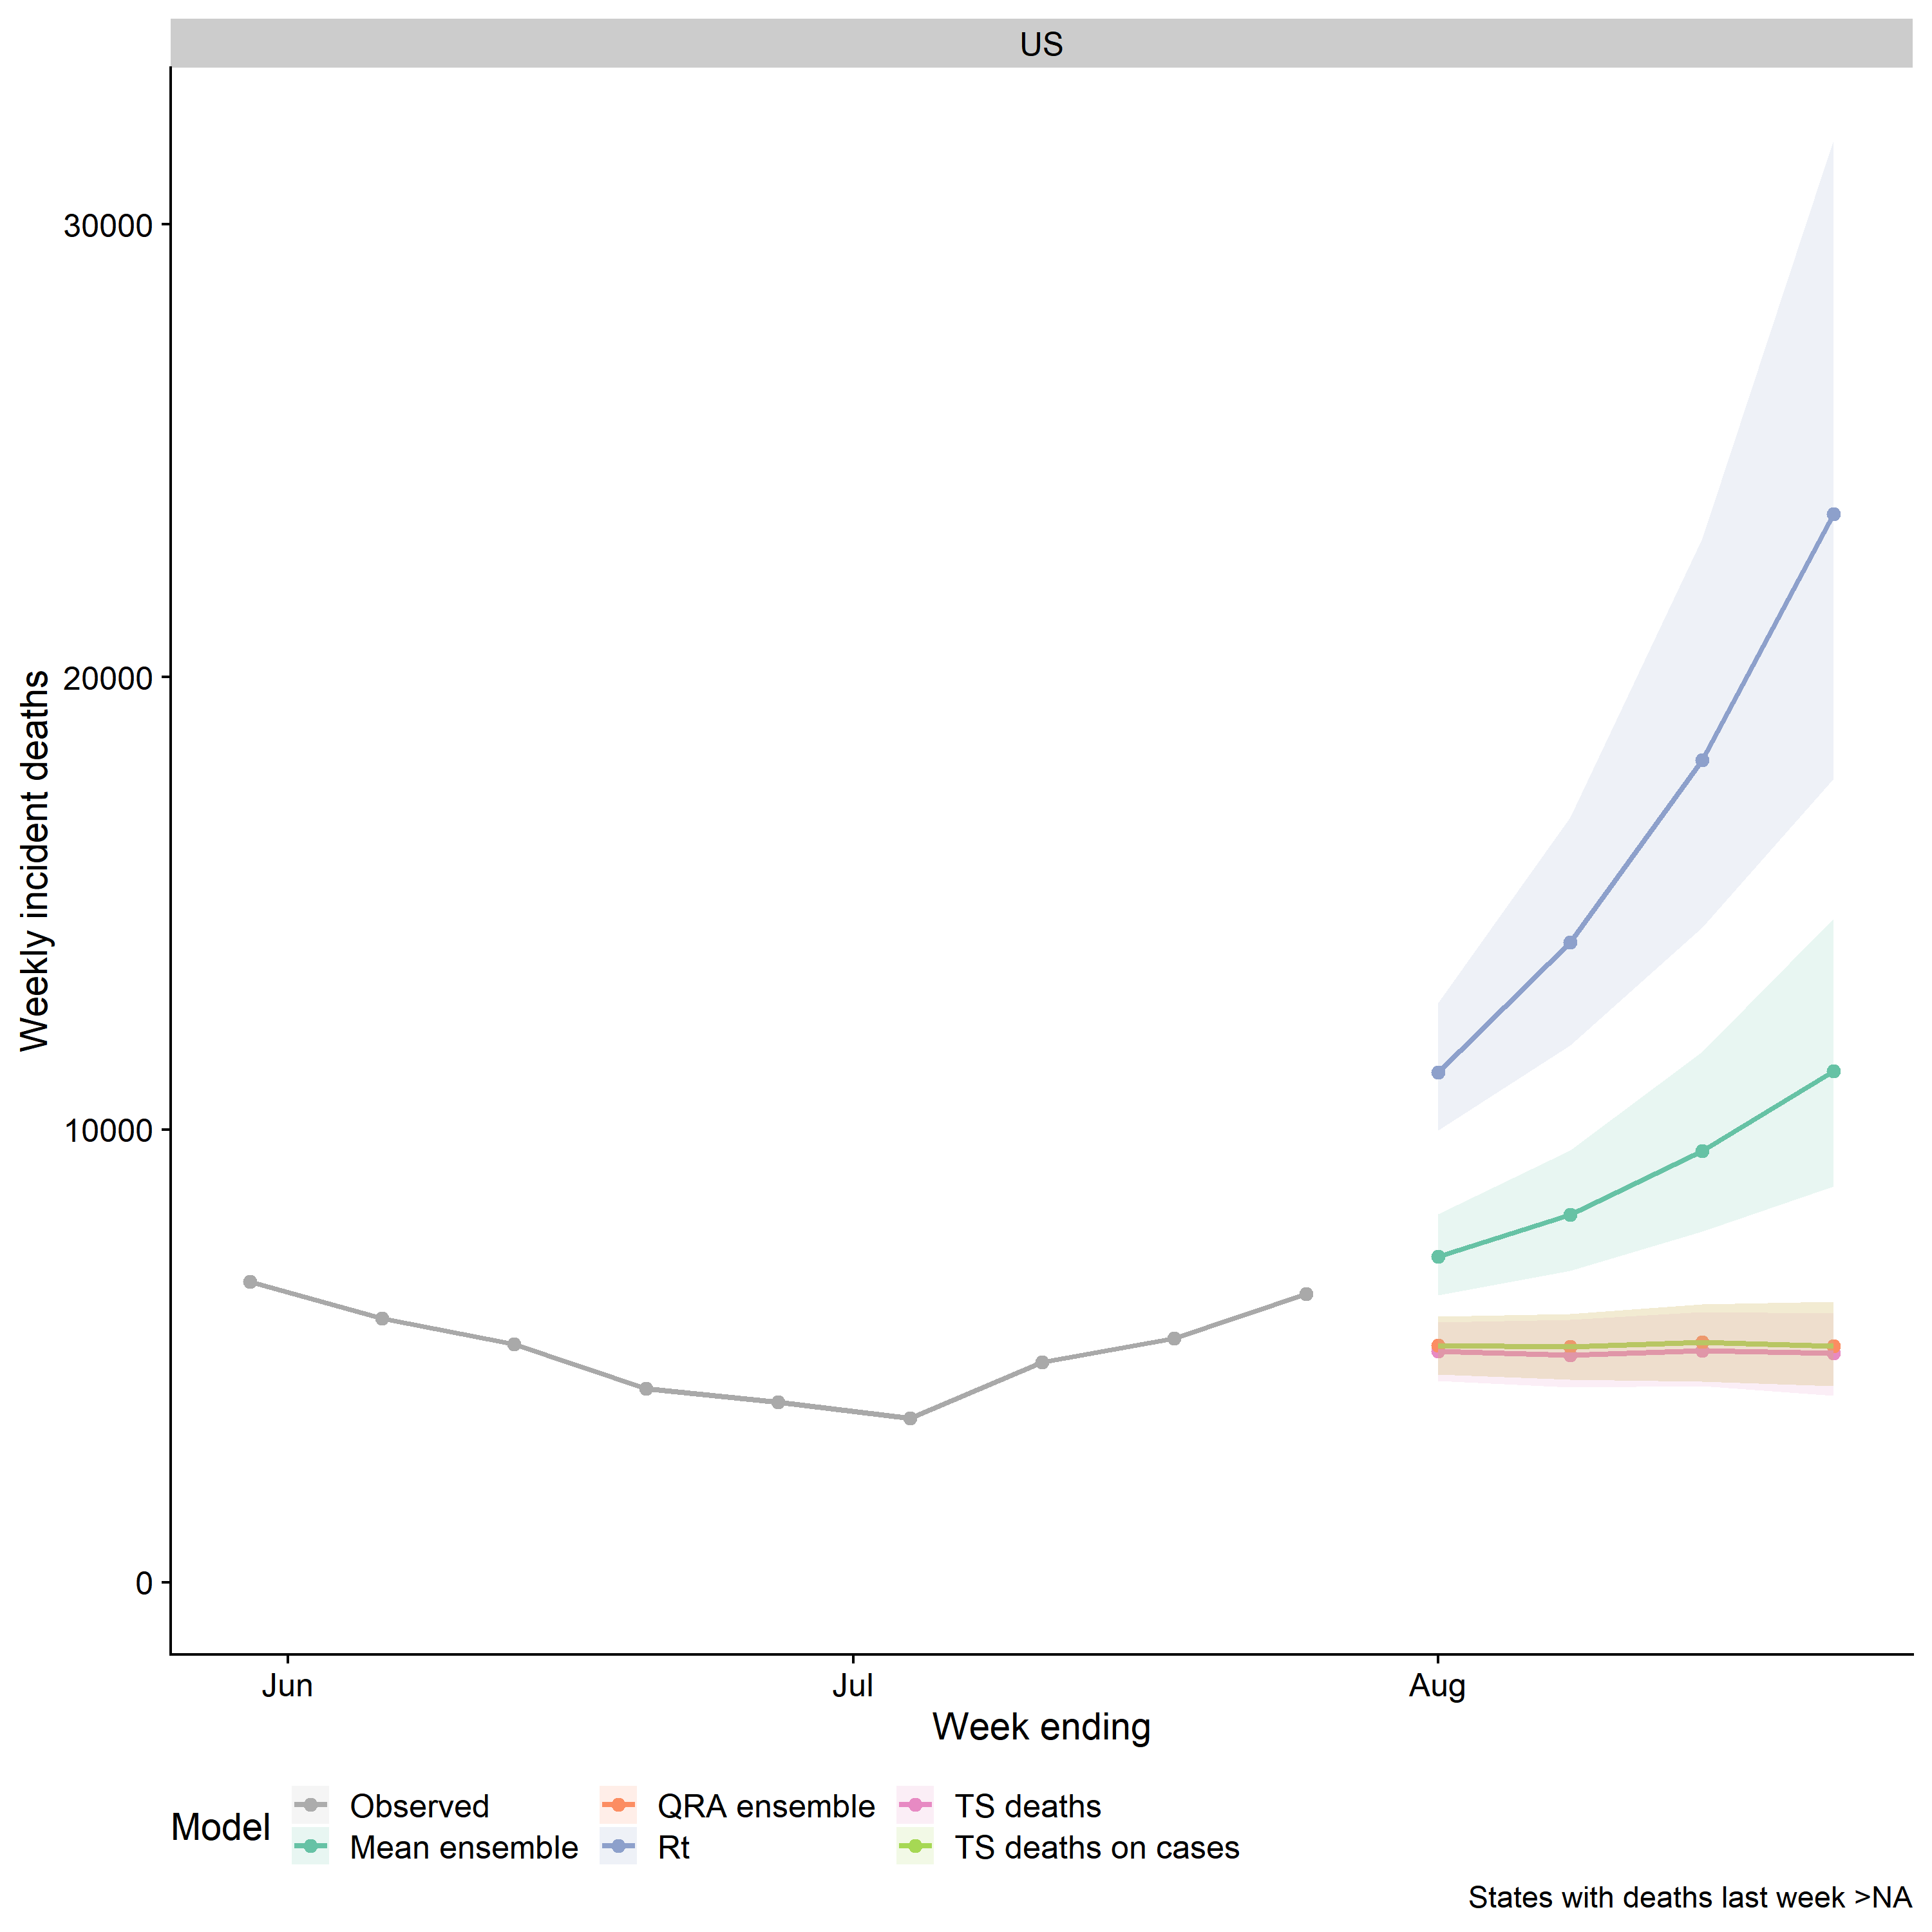 US
30000
20000
10000
0
Weekly incident deaths
Jun Jul Aug
Week ending
Model
Observed QRA ensemble TS deaths
Mean ensemble Rt TS deaths on cases
States with deaths last week >NA